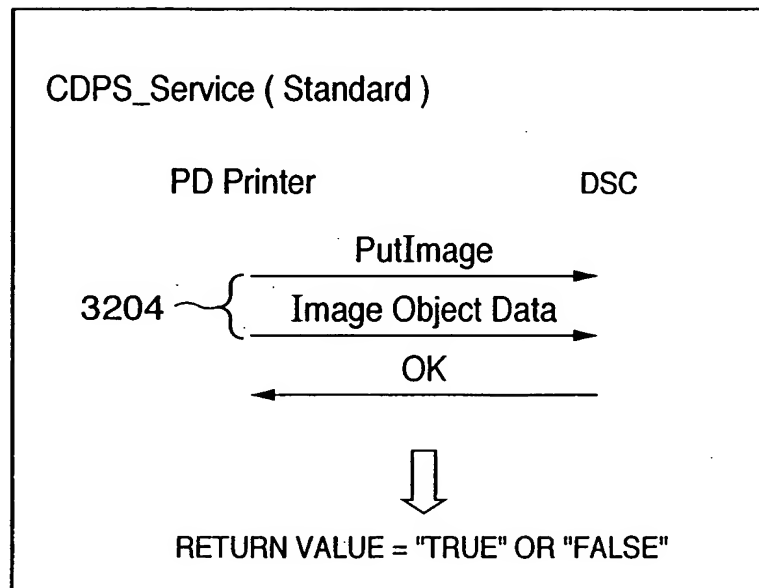 CDPS_Service ( Standard )
PD Printer DSC
PutImage
3204 Image Object Data
OK
RETURN VALUE = "TRUE" OR "FALSE"